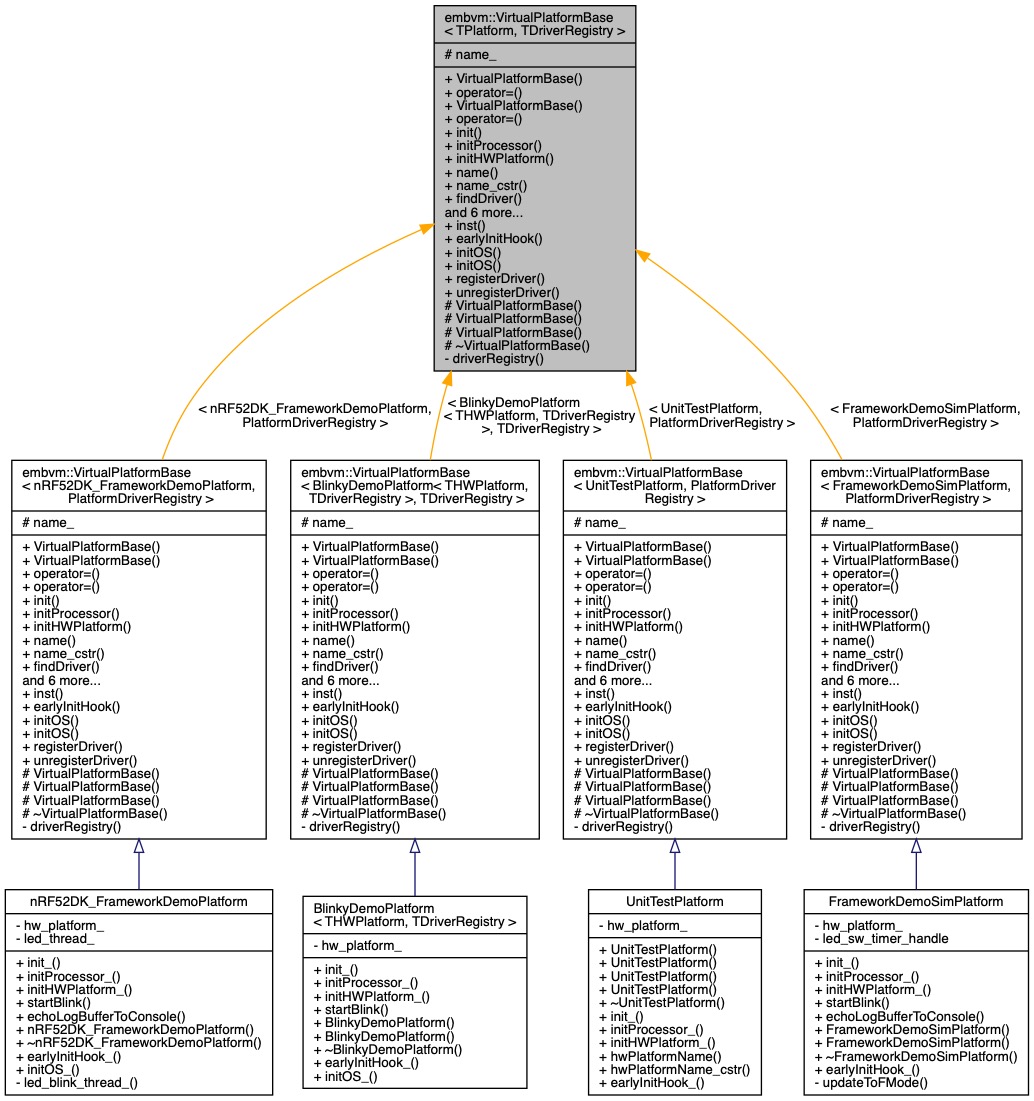 embvm::VirtualPlatformBase
< TPlatform, TDriverRegistry >
# name_
+ VirtualPlatformBase()
+ operator=()
+ VirtualPlatformBase()
+ operator=()
+ init()
+ initProcessor()
+ initHWPlatform()
+ name()
+ name_cstr()
+ findDriver()
and 6 more...
+ inst()
+ earlyInitHook()
+ initOS()
+ initOS()
+ registerDriver()
+ unregisterDriver()
# VirtualPlatformBase()
# VirtualPlatformBase()
# VirtualPlatformBase()
# ~VirtualPlatformBase()
- driverRegistry()
< nRF52DK_FrameworkDemoPlatform,
PlatformDriverRegistry >
< BlinkyDemoPlatform
< THWPlatform, TDriverRegistry
>, TDriverRegistry >
< UnitTestPlatform,
PlatformDriverRegistry >
< FrameworkDemoSimPlatform,
PlatformDriverRegistry >
embvm::VirtualPlatformBase
< nRF52DK_FrameworkDemoPlatform,
PlatformDriverRegistry >
# name_
+ VirtualPlatformBase()
+ VirtualPlatformBase()
+ operator=()
+ operator=()
+ init()
+ initProcessor()
+ initHWPlatform()
+ name()
+ name_cstr()
+ findDriver()
and 6 more...
+ inst()
+ earlyInitHook()
+ initOS()
+ initOS()
+ registerDriver()
+ unregisterDriver()
# VirtualPlatformBase()
# VirtualPlatformBase()
# VirtualPlatformBase()
# ~VirtualPlatformBase()
- driverRegistry()
embvm::VirtualPlatformBase
< BlinkyDemoPlatform< THWPlatform,
TDriverRegistry >, TDriverRegistry >
# name_
+ VirtualPlatformBase()
+ VirtualPlatformBase()
+ operator=()
+ operator=()
+ init()
+ initProcessor()
+ initHWPlatform()
+ name()
+ name_cstr()
+ findDriver()
and 6 more...
+ inst()
+ earlyInitHook()
+ initOS()
+ initOS()
+ registerDriver()
+ unregisterDriver()
# VirtualPlatformBase()
# VirtualPlatformBase()
# VirtualPlatformBase()
# ~VirtualPlatformBase()
- driverRegistry()
embvm::VirtualPlatformBase
< UnitTestPlatform, PlatformDriver
Registry >
# name_
+ VirtualPlatformBase()
+ VirtualPlatformBase()
+ operator=()
+ operator=()
+ init()
+ initProcessor()
+ initHWPlatform()
+ name()
+ name_cstr()
+ findDriver()
and 6 more...
+ inst()
+ earlyInitHook()
+ initOS()
+ initOS()
+ registerDriver()
+ unregisterDriver()
# VirtualPlatformBase()
# VirtualPlatformBase()
# VirtualPlatformBase()
# ~VirtualPlatformBase()
- driverRegistry()
embvm::VirtualPlatformBase
< FrameworkDemoSimPlatform,
PlatformDriverRegistry >
# name_
+ VirtualPlatformBase()
+ VirtualPlatformBase()
+ operator=()
+ operator=()
+ init()
+ initProcessor()
+ initHWPlatform()
+ name()
+ name_cstr()
+ findDriver()
and 6 more...
+ inst()
+ earlyInitHook()
+ initOS()
+ initOS()
+ registerDriver()
+ unregisterDriver()
# VirtualPlatformBase()
# VirtualPlatformBase()
# VirtualPlatformBase()
# ~VirtualPlatformBase()
- driverRegistry()
nRF52DK_FrameworkDemoPlatform
- hw_platform_
- led_thread_
+ init_()
+ initProcessor_()
+ initHWPlatform_()
+ startBlink()
+ echoLogBufferToConsole()
+ nRF52DK_FrameworkDemoPlatform()
+ ~nRF52DK_FrameworkDemoPlatform()
+ earlyInitHook_()
+ initOS_()
- led_blink_thread_()
BlinkyDemoPlatform
< THWPlatform, TDriverRegistry >
- hw_platform_
+ init_()
+ initProcessor_()
+ initHWPlatform_()
+ startBlink()
+ BlinkyDemoPlatform()
+ BlinkyDemoPlatform()
+ ~BlinkyDemoPlatform()
+ earlyInitHook_()
+ initOS_()
UnitTestPlatform
- hw_platform_
+ UnitTestPlatform()
+ UnitTestPlatform()
+ UnitTestPlatform()
+ UnitTestPlatform()
+ ~UnitTestPlatform()
+ init_()
+ initProcessor_()
+ initHWPlatform_()
+ hwPlatformName()
+ hwPlatformName_cstr()
+ earlyInitHook_()
FrameworkDemoSimPlatform
- hw_platform_
- led_sw_timer_handle
+ init_()
+ initProcessor_()
+ initHWPlatform_()
+ startBlink()
+ echoLogBufferToConsole()
+ FrameworkDemoSimPlatform()
+ FrameworkDemoSimPlatform()
+ ~FrameworkDemoSimPlatform()
+ earlyInitHook_()
- updateToFMode()